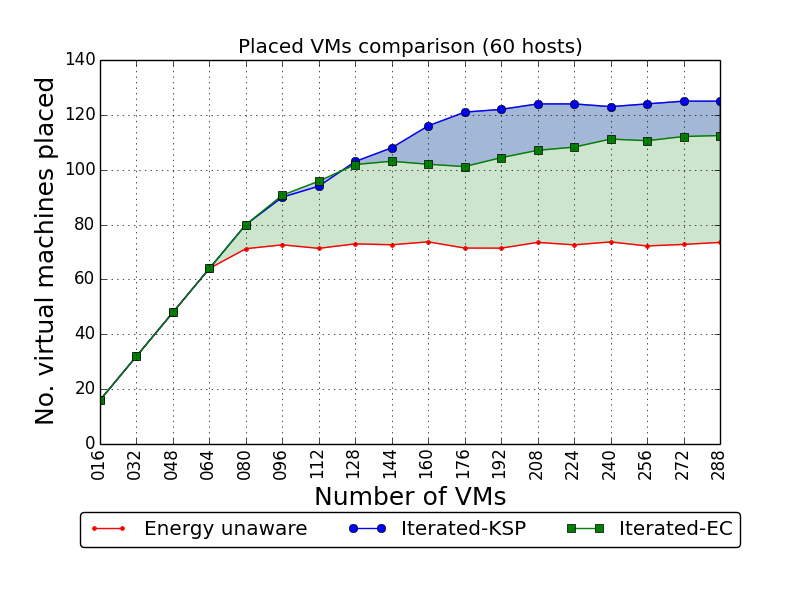 Placed VMs comparison (60 hosts)
No. virtual machines placed
140
120
100
80
60
40
20
0
016 032 048 064 080 096 112 128 144 160 176 192 208 224 240 256 272 288
Number of VMs
Energy unaware Iterated-KSP Iterated-EC